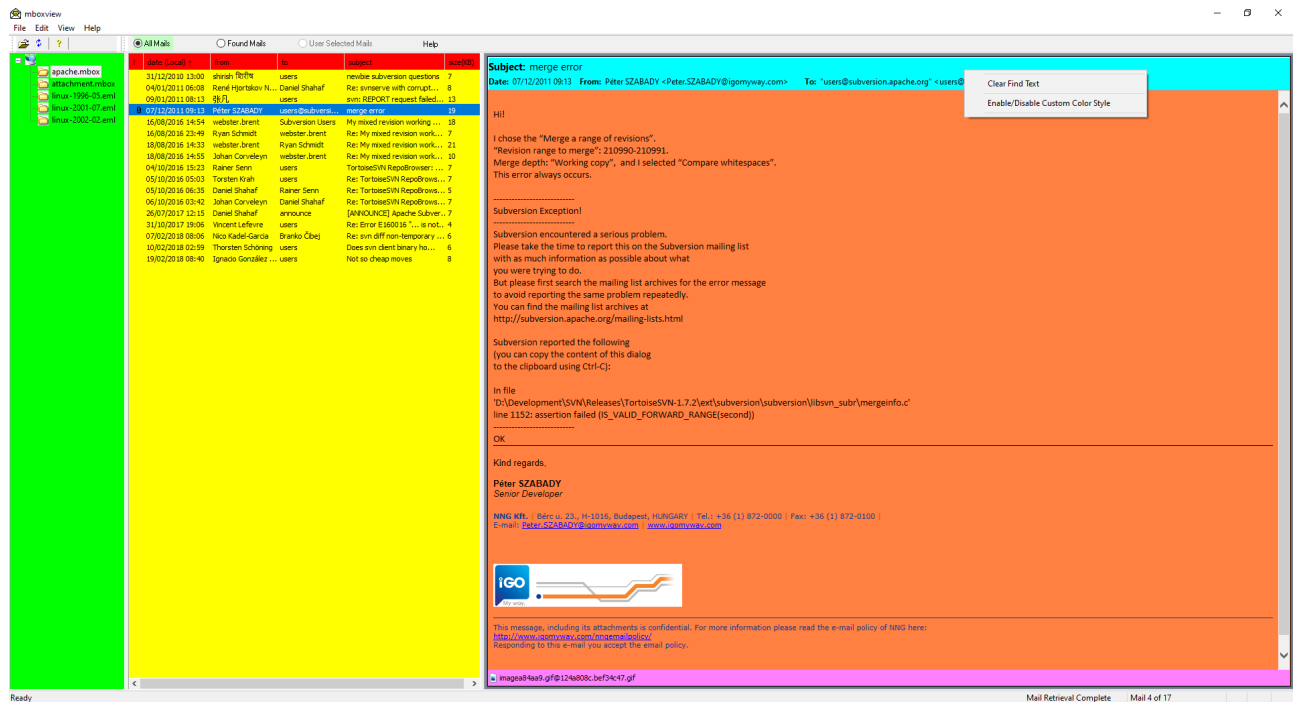 mboxview
File Edit View Help
All Mails Found Mails User Selected Mails Help
apache.mbox
attachment.mbox
linux-1996-05.eml
linux-2001-07.eml
linux-2002-02.eml
! date (Local) from to subject size(KB)
31/12/2010 13:00 shirish शिरीष users newbie subversion questions 7
04/01/2011 06:08 René Hjortskov N... Daniel Shahaf Re: svnserve with corrupt... 8
09/01/2011 08:13 张凡 users svn: REPORT request failed... 13
07/12/2011 09:13 Péter SZABADY users@subversi... merge error 19
16/08/2016 14:54 webster.brent Subversion Users My mixed revision working ... 18
16/08/2016 23:49 Ryan Schmidt webster.brent Re: My mixed revision work... 7
18/08/2016 14:33 webster.brent Ryan Schmidt Re: My mixed revision work... 21
18/08/2016 14:55 Johan Corveleyn webster.brent Re: My mixed revision work... 10
04/10/2016 15:23 Rainer Senn users TortoiseSVN RepoBrowser: ... 7
05/10/2016 05:03 Torsten Krah users Re: TortoiseSVN RepoBrows... 7
05/10/2016 06:35 Daniel Shahaf Rainer Senn Re: TortoiseSVN RepoBrows... 5
06/10/2016 03:42 Johan Corveleyn Daniel Shahaf Re: TortoiseSVN RepoBrows... 7
26/07/2017 12:15 Daniel Shahaf announce [ANNOUNCE] Apache Subver... 7
31/10/2017 19:06 Vincent Lefevre users Re: Error E160016 "... is not... 4
07/02/2018 08:06 Nico Kadel-Garcia Branko Čibej Re: svn diff non-temporary ... 6
10/02/2018 02:59 Thorsten Schöning users Does svn client binary ho... 6
19/02/2018 08:40 Ignacio González ... users Not so cheap moves 8
Subject: merge error
Date: 07/12/2011 09:13 From: Péter SZABADY <Peter.SZABADY@igomyway.com> To: "users@subversion.apache.org" <users@
Clear Find Text
Enable/Disable Custom Color Style
Hi!
I chose the “Merge a range of revisions”.
“Revision range to merge”: 210990-210991.
Merge depth: “Working copy”, and I selected “Compare whitespaces”.
This error always occurs.
---------------------------
Subversion Exception!
---------------------------
Subversion encountered a serious problem.
Please take the time to report this on the Subversion mailing list
with as much information as possible about what
you were trying to do.
But please first search the mailing list archives for the error message
to avoid reporting the same problem repeatedly.
You can find the mailing list archives at
http://subversion.apache.org/mailing-lists.html
Subversion reported the following
(you can copy the content of this dialog
to the clipboard using Ctrl-C):
In file
'D:\Development\SVN\Releases\TortoiseSVN-1.7.2\ext\subversion\subversion\libsvn_subr\mergeinfo.c'
line 1152: assertion failed (IS_VALID_FORWARD_RANGE(second))
---------------------------
OK
Kind regards,
Péter SZABADY
Senior Developer
NNG Kft. | Bérc u. 23., H-1016, Budapest, HUNGARY | Tel.: +36 (1) 872-0000 | Fax: +36 (1) 872-0100 |
E-mail: Peter.SZABADY@igomyway.com | www.igomyway.com
iGO
My way.
This message, including its attachments is confidential. For more information please read the e-mail policy of NNG here:
http://www.igomyway.com/nngemailpolicy/
Responding to this e-mail you accept the email policy.
imagea84aa9.gif@124a808c.bef34c47.gif
Ready Mail Retrieval Complete Mail 4 of 17